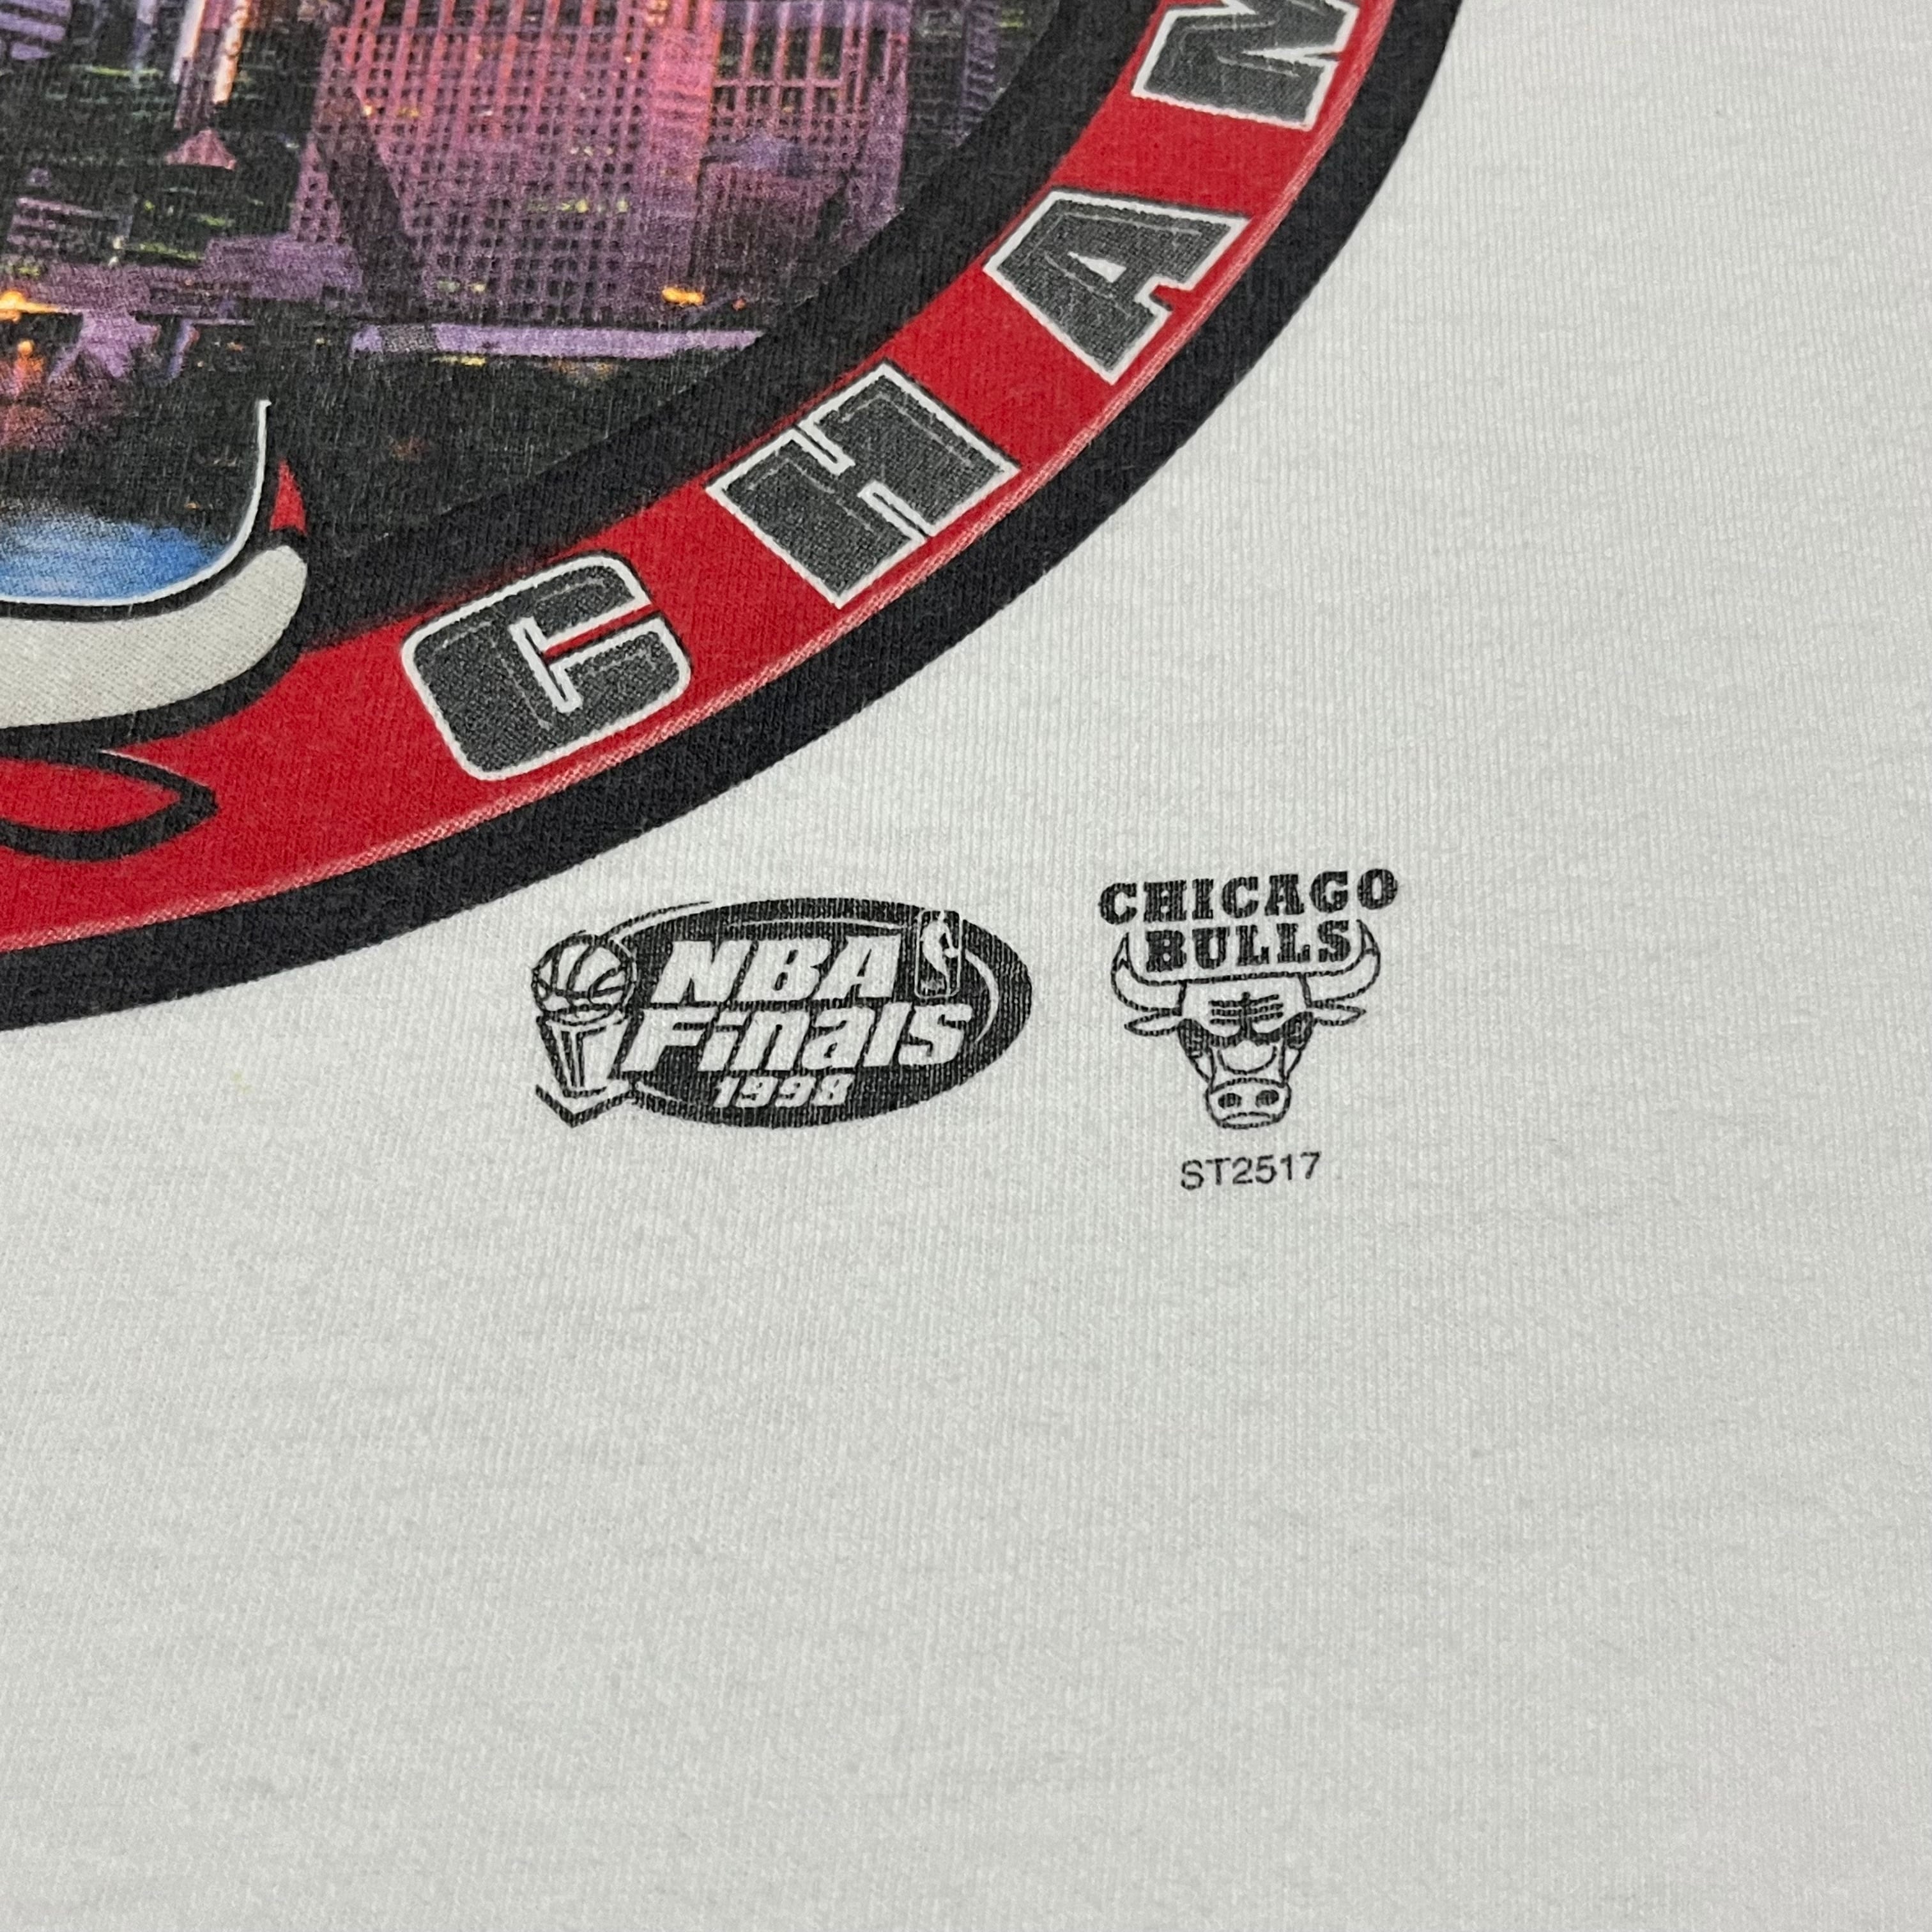 CHAM
NBA
Finals
1998
CHICAGO
BULLS
ST2517